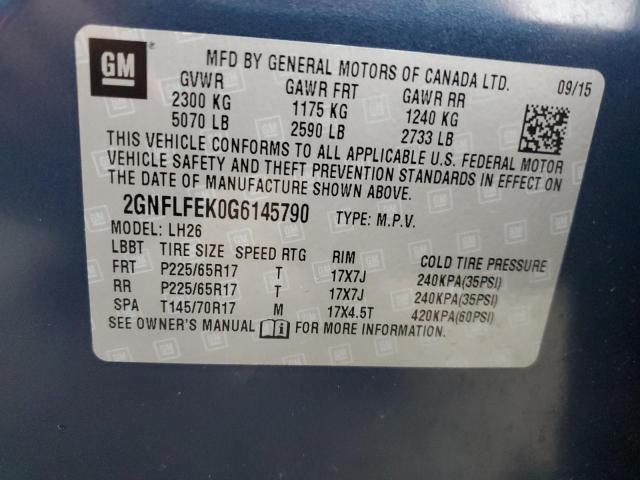 GM
MFD BY GENERAL MOTORS OF CANADA LTD.
GVWR GAWR FRT GAWR RR 09/15
2300 KG 1175 KG 1240 KG
5070 LB 2590 LB 2733 LB
THIS VEHICLE CONFORMS TO ALL APPLICABLE U.S. FEDERAL MOTOR
VEHICLE SAFETY AND THEFT PREVENTION STANDARDS IN EFFECT ON
THE DATE OF MANUFACTURE SHOWN ABOVE.
2GNFLFEK0G6145790 TYPE: M.P.V.
MODEL: LH26
LBBT TIRE SIZE SPEED RTG RIM COLD TIRE PRESSURE
FRT P225/65R17 T 17X7J 240KPA(35PSI)
RR P225/65R17 T 17X7J 240KPA(35PSI)
SPA T145/70R17 M 17X4.5T 420KPA(60PSI)
SEE OWNER'S MANUAL FOR MORE INFORMATION